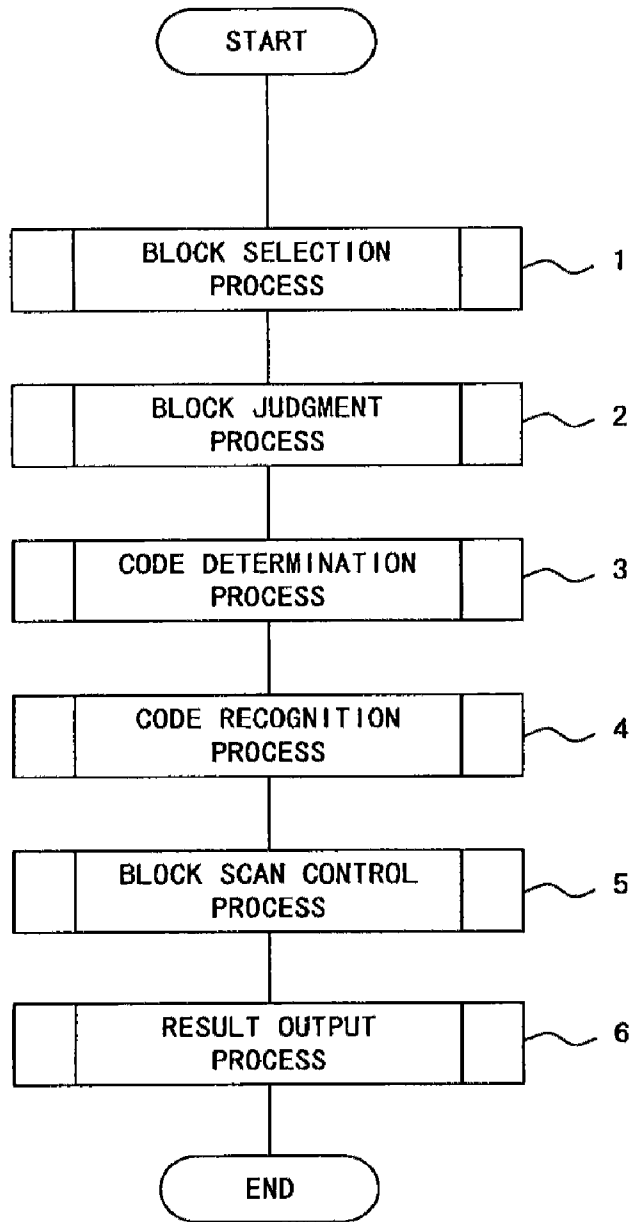 START
BLOCK SELECTION
PROCESS
1
BLOCK JUDGMENT
PROCESS
2
CODE DETERMINATION
PROCESS
3
CODE RECOGNITION
PROCESS
4
BLOCK SCAN CONTROL
PROCESS
5
RESULT OUTPUT
PROCESS
6
END